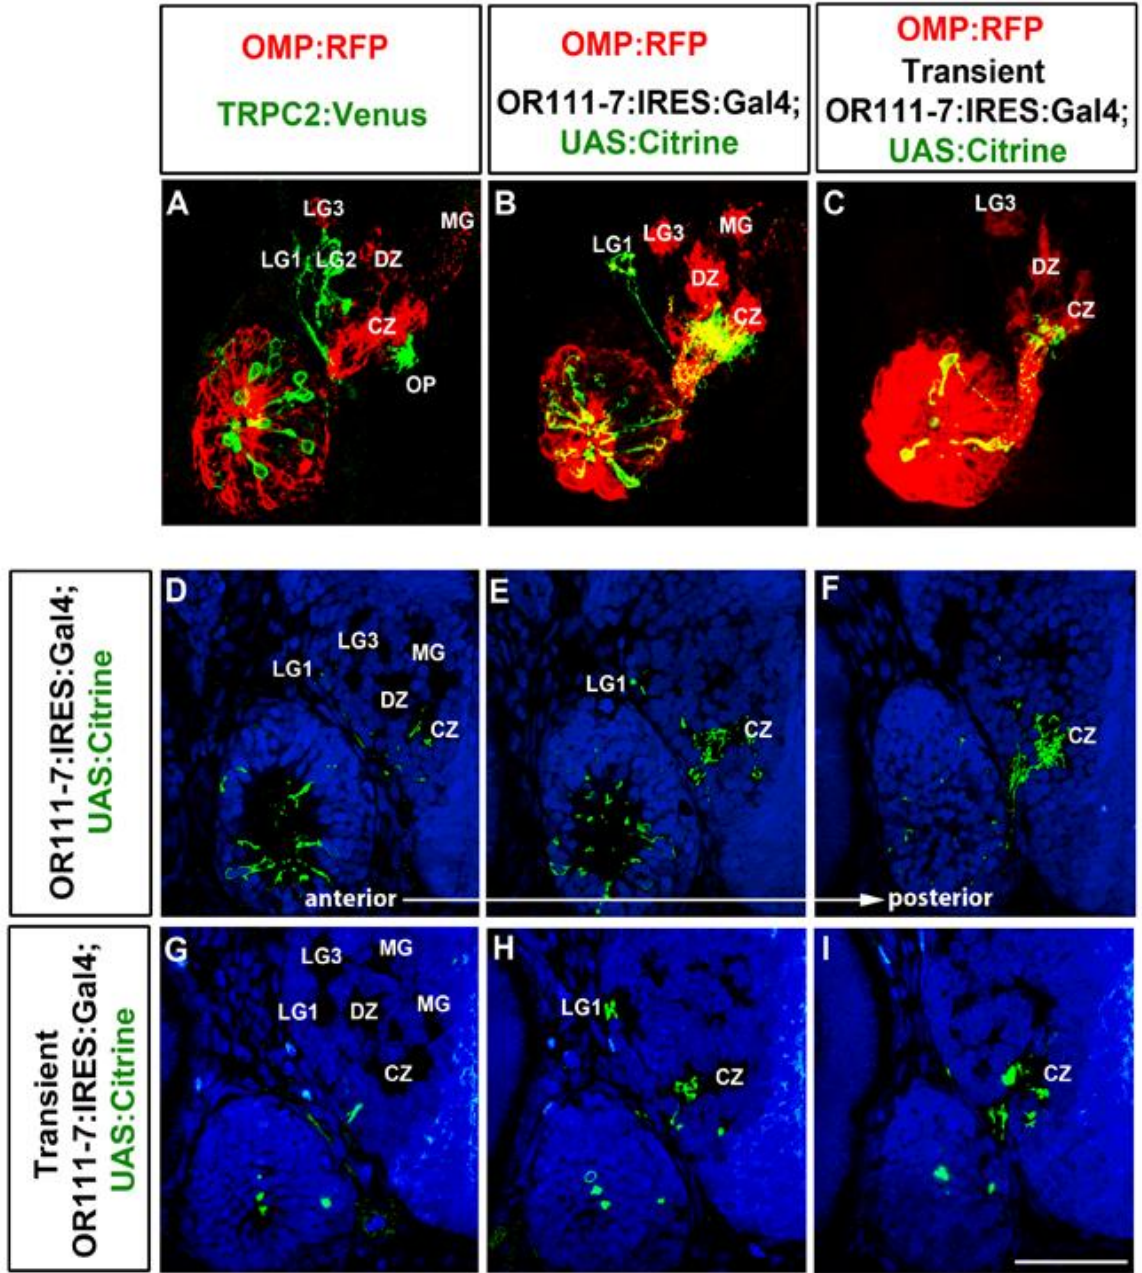 OMP:RFP
TRPC2:Venus
OMP:RFP
OR111-7:IRES:Gal4;
UAS:Citrine
OMP:RFP
Transient
OR111-7:IRES:Gal4;
UAS:Citrine
A
LG3
MG
LG1
LG2
DZ
CZ
OP
B
LG1
LG3
MG
DZ
CZ
C
LG3
DZ
CZ
OR111-7:IRES:Gal4;
UAS:Citrine
D
LG3
MG
LG1
DZ
CZ
anterior
E
LG1
CZ
F
CZ
posterior
Transient
OR111-7:IRES:Gal4;
UAS:Citrine
G
LG3
MG
LG1
DZ
MG
CZ
H
LG1
CZ
I
CZ